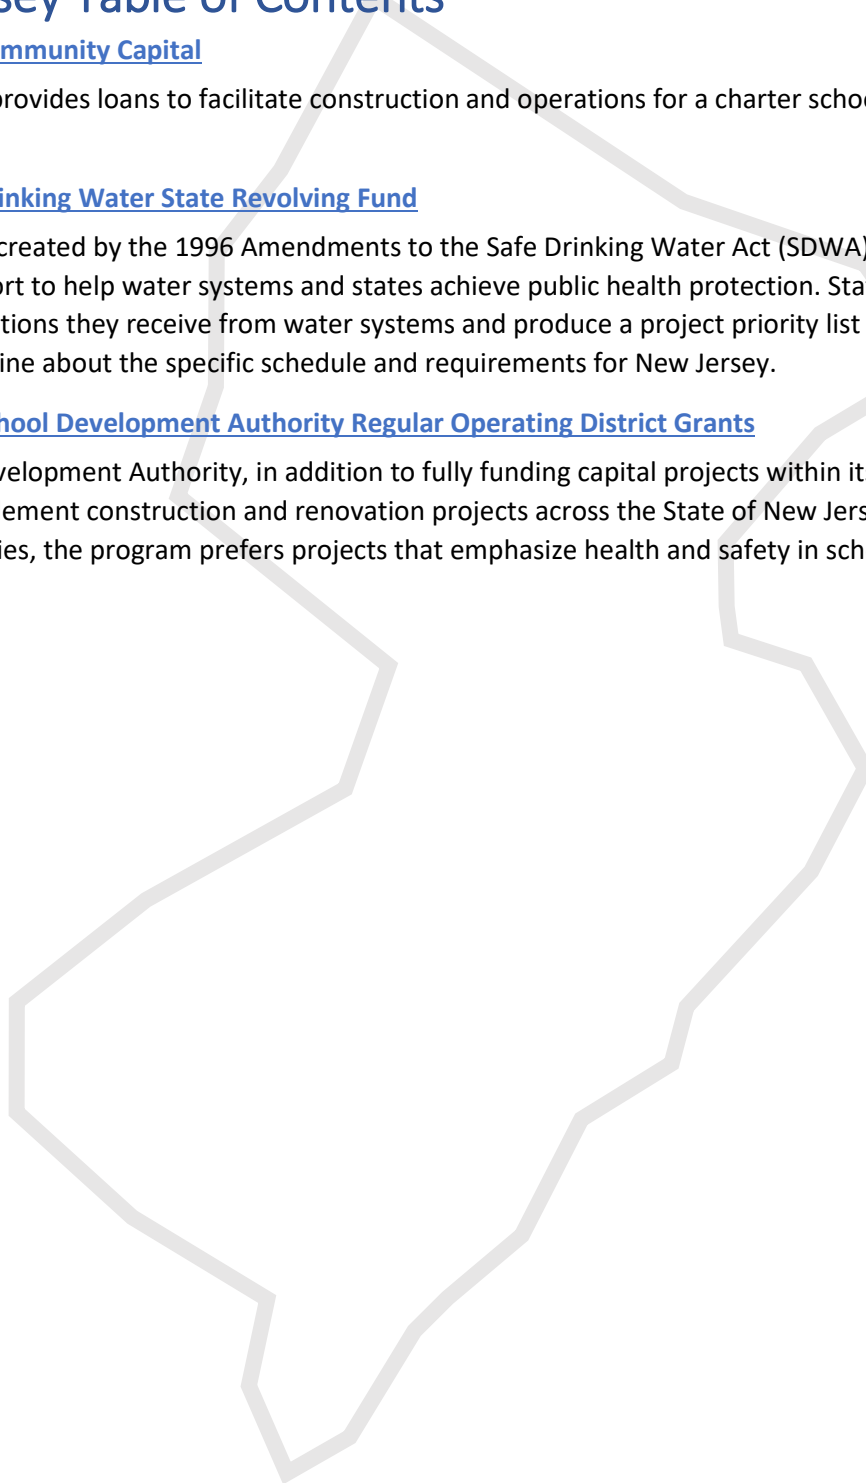 sey Table of Contents
mmunity Capital
provides loans to facilitate construction and operations for a charter schoo
inking Water State Revolving Fund
created by the 1996 Amendments to the Safe Drinking Water Act (SDWA)
ort to help water systems and states achieve public health protection. Sta
tions they receive from water systems and produce a project priority list
ine about the specific schedule and requirements for New Jersey.
hool Development Authority Regular Operating District Grants
velopment Authority, in addition to fully funding capital projects within it
ement construction and renovation projects across the State of New Jers
ies, the program prefers projects that emphasize health and safety in sch